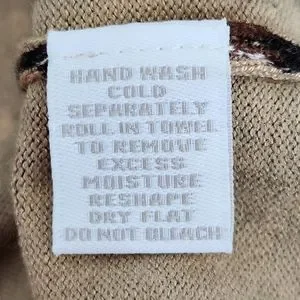 HAND WASH
COLD
SEPARATELY
ROLL IN TOWEL
TO REMOVE
EXCESS
MOISTURE
RESHAPE
DRY FLAT
DO NOT BLEACH